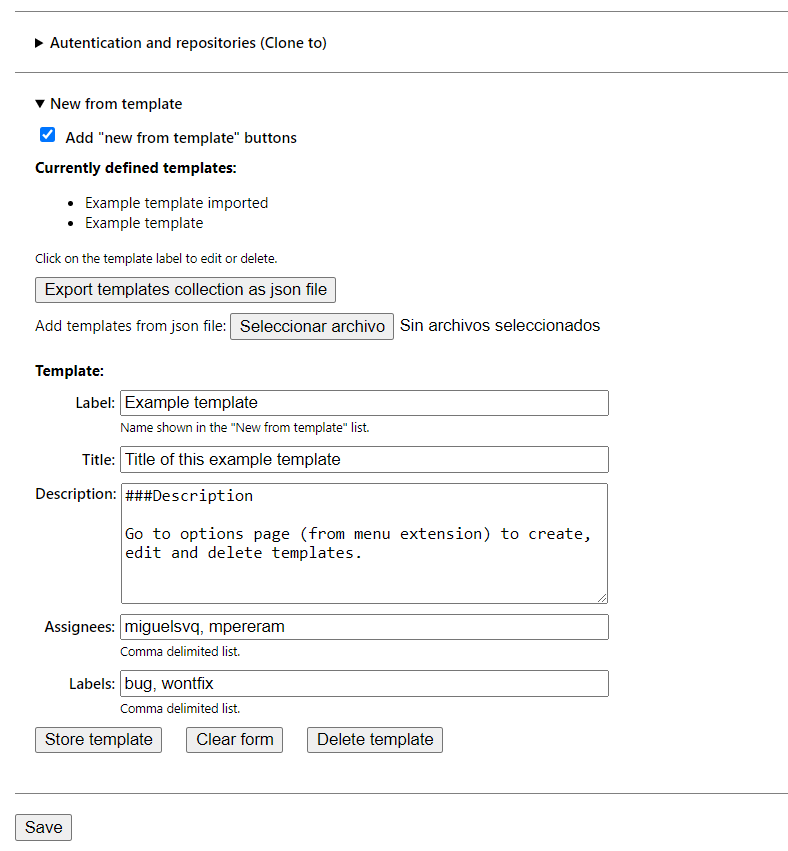 Autentication and repositories (Clone to)
New from template
Add "new from template" buttons
Currently defined templates:
Example template imported
Example template
Click on the template label to edit or delete.
Export templates collection as json file
Add templates from json file: Seleccionar archivo Sin archivos seleccionados
Template:
Label: Example template
Name shown in the "New from template" list.
Title: Title of this example template
Description: ###Description
Go to options page (from menu extension) to create,
edit and delete templates.
Assignees: miguelsvq, mpereram
Comma delimited list.
Labels: bug, wontfix
Comma delimited list.
Store template Clear form Delete template
Save